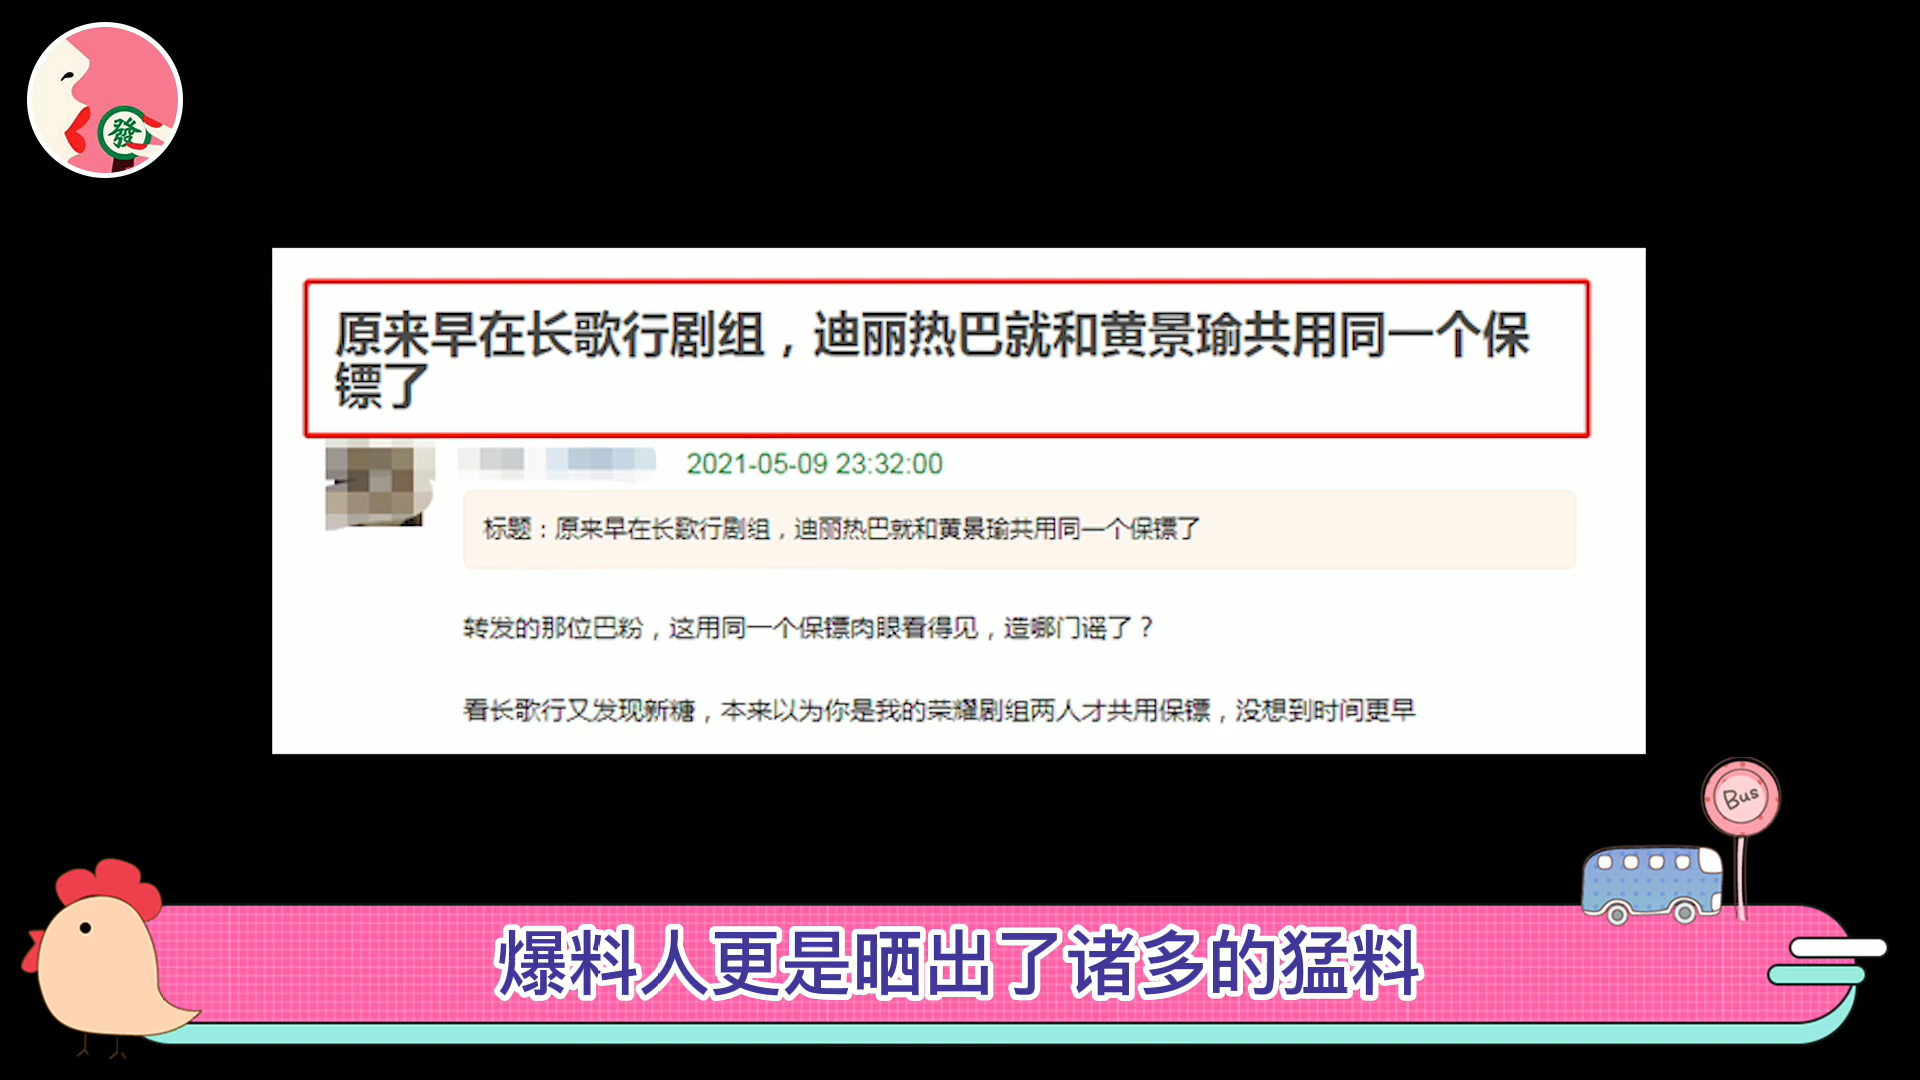 發
原来早在长歌行剧组，迪丽热巴就和黄景瑜共用同一个保
镖了
2021-05-09 23:32:00
标题：原来早在长歌行剧组，迪丽热巴就和黄景瑜共用同一个保镖了
转发的那位巴粉，这用同一个保镖肉眼看得见，造哪门谣了？
看长歌行又发现新糖，本来以为你是我的荣耀剧组两人才共用保镖，没想到时间更早
Bus
爆料人更是晒出了诸多的猛料